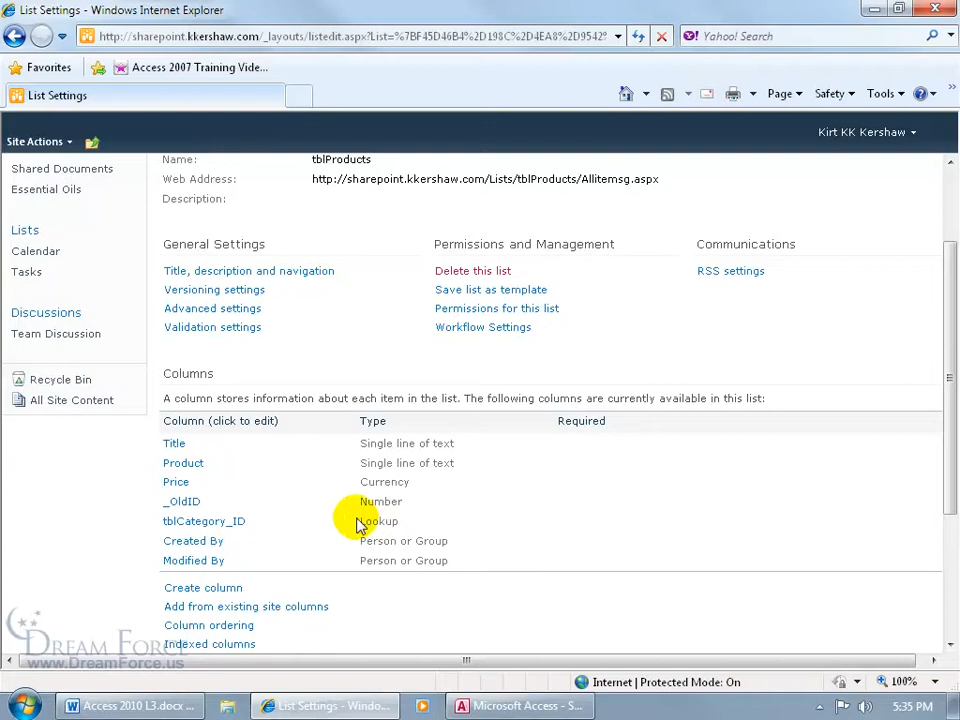 List Settings - Windows Internet Explorer
http://sharepoint.kkershaw.com/_layouts/listedit.aspx?List=%7BF45D46B4%2D198C%2D4EA8%2D9542%
Yahoo! Search
Favorites
Access 2007 Training Vide...
List Settings
Page
Safety
Tools
Site Actions
Kirt KK Kershaw
Shared Documents
Essential Oils
Lists
Calendar
Tasks
Discussions
Team Discussion
Recycle Bin
All Site Content
Name: tblProducts
Web Address: http://sharepoint.kkershaw.com/Lists/tblProducts/Allitemsg.aspx
Description:
General Settings Permissions and Management Communications
Title, description and navigation Delete this list RSS settings
Versioning settings Save list as template
Advanced settings Permissions for this list
Validation settings Workflow Settings
Columns
A column stores information about each item in the list. The following columns are currently available in this list:
Column (click to edit) Type Required
Title Single line of text
Product Single line of text
Price Currency
_OldID Number
tblCategory_ID Lookup
Created By Person or Group
Modified By Person or Group
Create column
Add from existing site columns
Column ordering
Indexed columns
DREAM FORCE
www.DreamForce.us
Internet | Protected Mode: On
100%
Access 2010 L3.docx ...
List Settings - Windo...
Microsoft Access - S...
5:35 PM